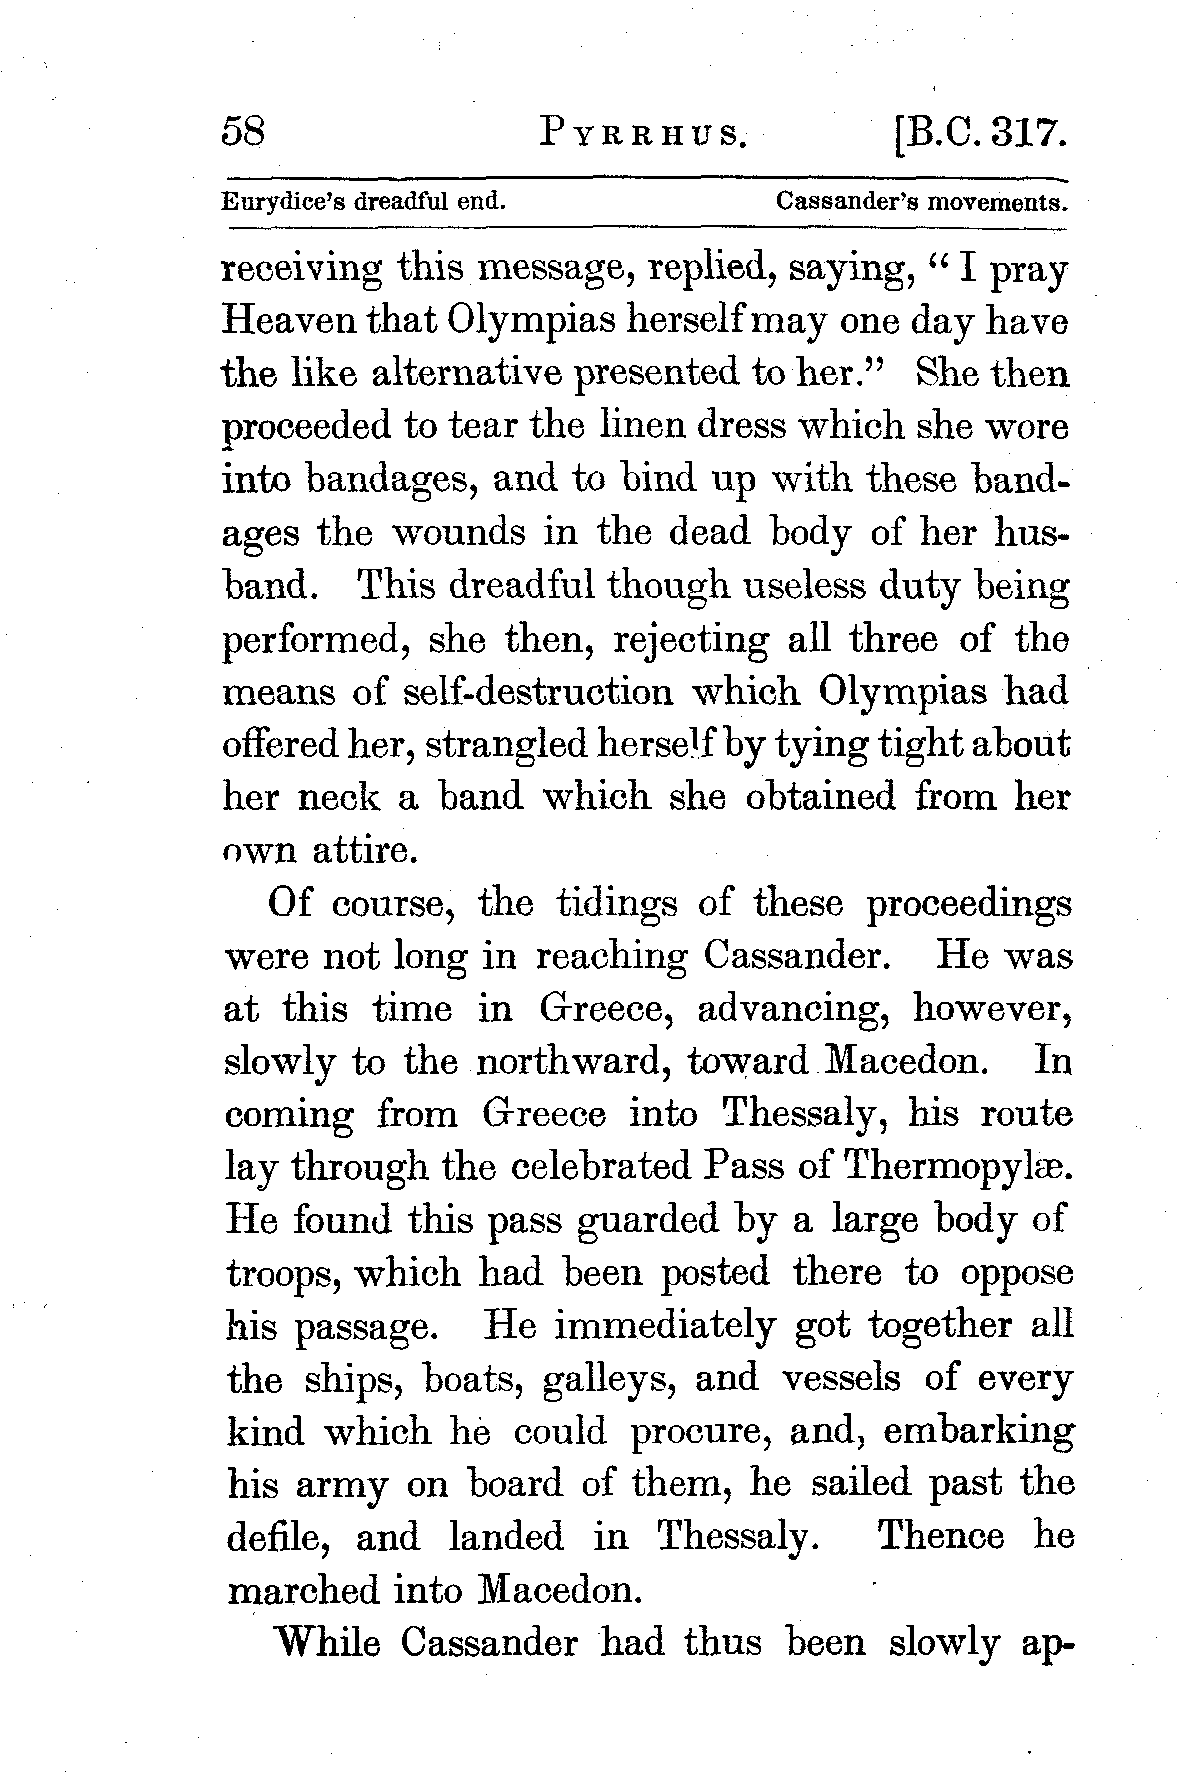 58 PYRRHUS. [B.C. 317.
Eurydice's dreadful end. Cassander's movements.
receiving this message, replied, saying, “ I pray
Heaven that Olympias herself may one day have
the like alternative presented to her.” She then
proceeded to tear the linen dress which she wore
into bandages, and to bind up with these band-
ages the wounds in the dead body of her hus-
band. This dreadful though useless duty being
performed, she then, rejecting all three of the
means of self-destruction which Olympias had
offered her, strangled herself by tying tight about
her neck a band which she obtained from her
own attire.
Of course, the tidings of these proceedings
were not long in reaching Cassander. He was
at this time in Greece, advancing, however,
slowly to the northward, toward Macedon. In
coming from Greece into Thessaly, his route
lay through the celebrated Pass of Thermopylæ.
He found this pass guarded by a large body of
troops, which had been posted there to oppose
his passage. He immediately got together all
the ships, boats, galleys, and vessels of every
kind which he could procure, and, embarking
his army on board of them, he sailed past the
defile, and landed in Thessaly. Thence he
marched into Macedon.
While Cassander had thus been slowly ap-